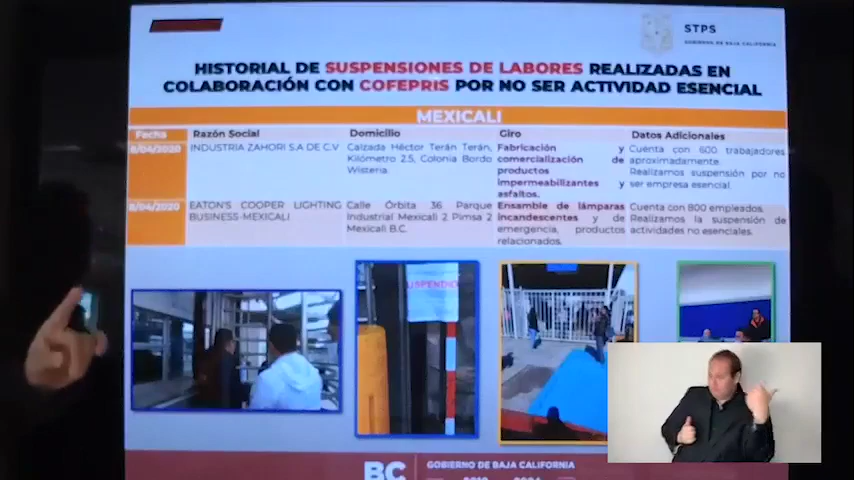 STPS
GOBIERNO DE BAJA CALIFORNIA
HISTORIAL DE SUSPENSIONES DE LABORES REALIZADAS EN
COLABORACIÓN CON COFEPRIS POR NO SER ACTIVIDAD ESENCIAL
MEXICALI
Fecha Razón Social Domicilio Giro Datos Adicionales
8/04/2020
INDUSTRIA ZAHORI S.A DE C.V
Calzada Héctor Terán Terán,
Kilómetro 2.5, Colonia Bordo
Wisteria.
Fabricación y
comercialización de
productos
impermeabilizantes y
asfaltos.
Cuenta con 600 trabajadores
aproximadamente.
Realizamos suspensión por no
ser empresa esencial.
8/04/2020
EATON'S COOPER LIGHTING
BUSINESS-MEXICALI
Calle Órbita 36 Parque
Industrial Mexicali 2 Pimsa 2
Mexicali B.C.
Ensamble de lámparas
incandescentes y de
emergencia, productos
relacionados.
Cuenta con 800 empleados.
Realizamos la suspensión de
actividades no esenciales.
SUSPENDIDO
BC
GOBIERNO DE BAJA CALIFORNIA